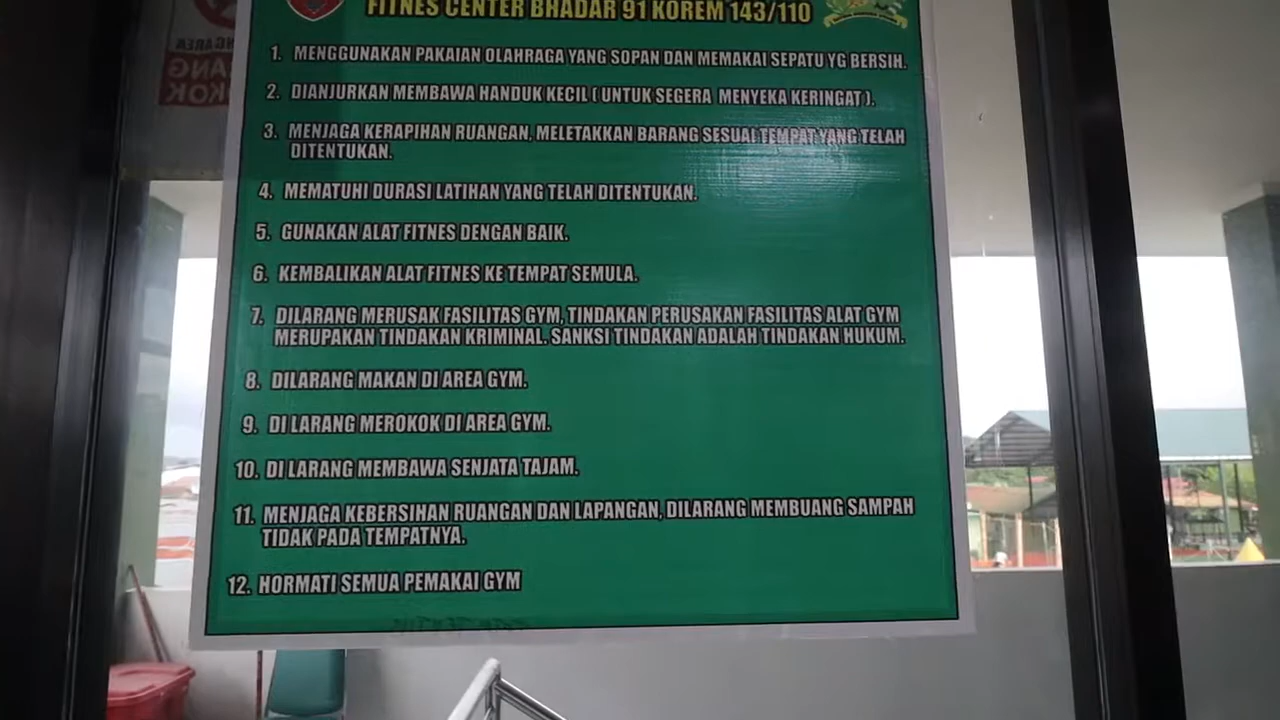 FITNES CENTER BHADAR 91 KOREM 143/110
1. MENGGUNAKAN PAKAIAN OLAHRAGA YANG SOPAN DAN MEMAKAI SEPATU YG BERSIH.
2. DIANJURKAN MEMBAWA HANDUK KECIL ( UNTUK SEGERA MENYEKA KERINGAT ).
3. MENJAGA KERAPIHAN RUANGAN, MELETAKKAN BARANG SESUAI TEMPAT YANG TELAH
DITENTUKAN.
4. MEMATUHI DURASI LATIHAN YANG TELAH DITENTUKAN.
5. GUNAKAN ALAT FITNES DENGAN BAIK.
6. KEMBALIKAN ALAT FITNES KE TEMPAT SEMULA.
7. DILARANG MERUSAK FASILITAS GYM, TINDAKAN PERUSAKAN FASILITAS ALAT GYM
MERUPAKAN TINDAKAN KRIMINAL. SANKSI TINDAKAN ADALAH TINDAKAN HUKUM.
8. DILARANG MAKAN DI AREA GYM.
9. DI LARANG MEROKOK DI AREA GYM.
10. DI LARANG MEMBAWA SENJATA TAJAM.
11. MENJAGA KEBERSIHAN RUANGAN DAN LAPANGAN, DILARANG MEMBUANG SAMPAH
TIDAK PADA TEMPATNYA.
12. HORMATI SEMUA PEMAKAI GYM